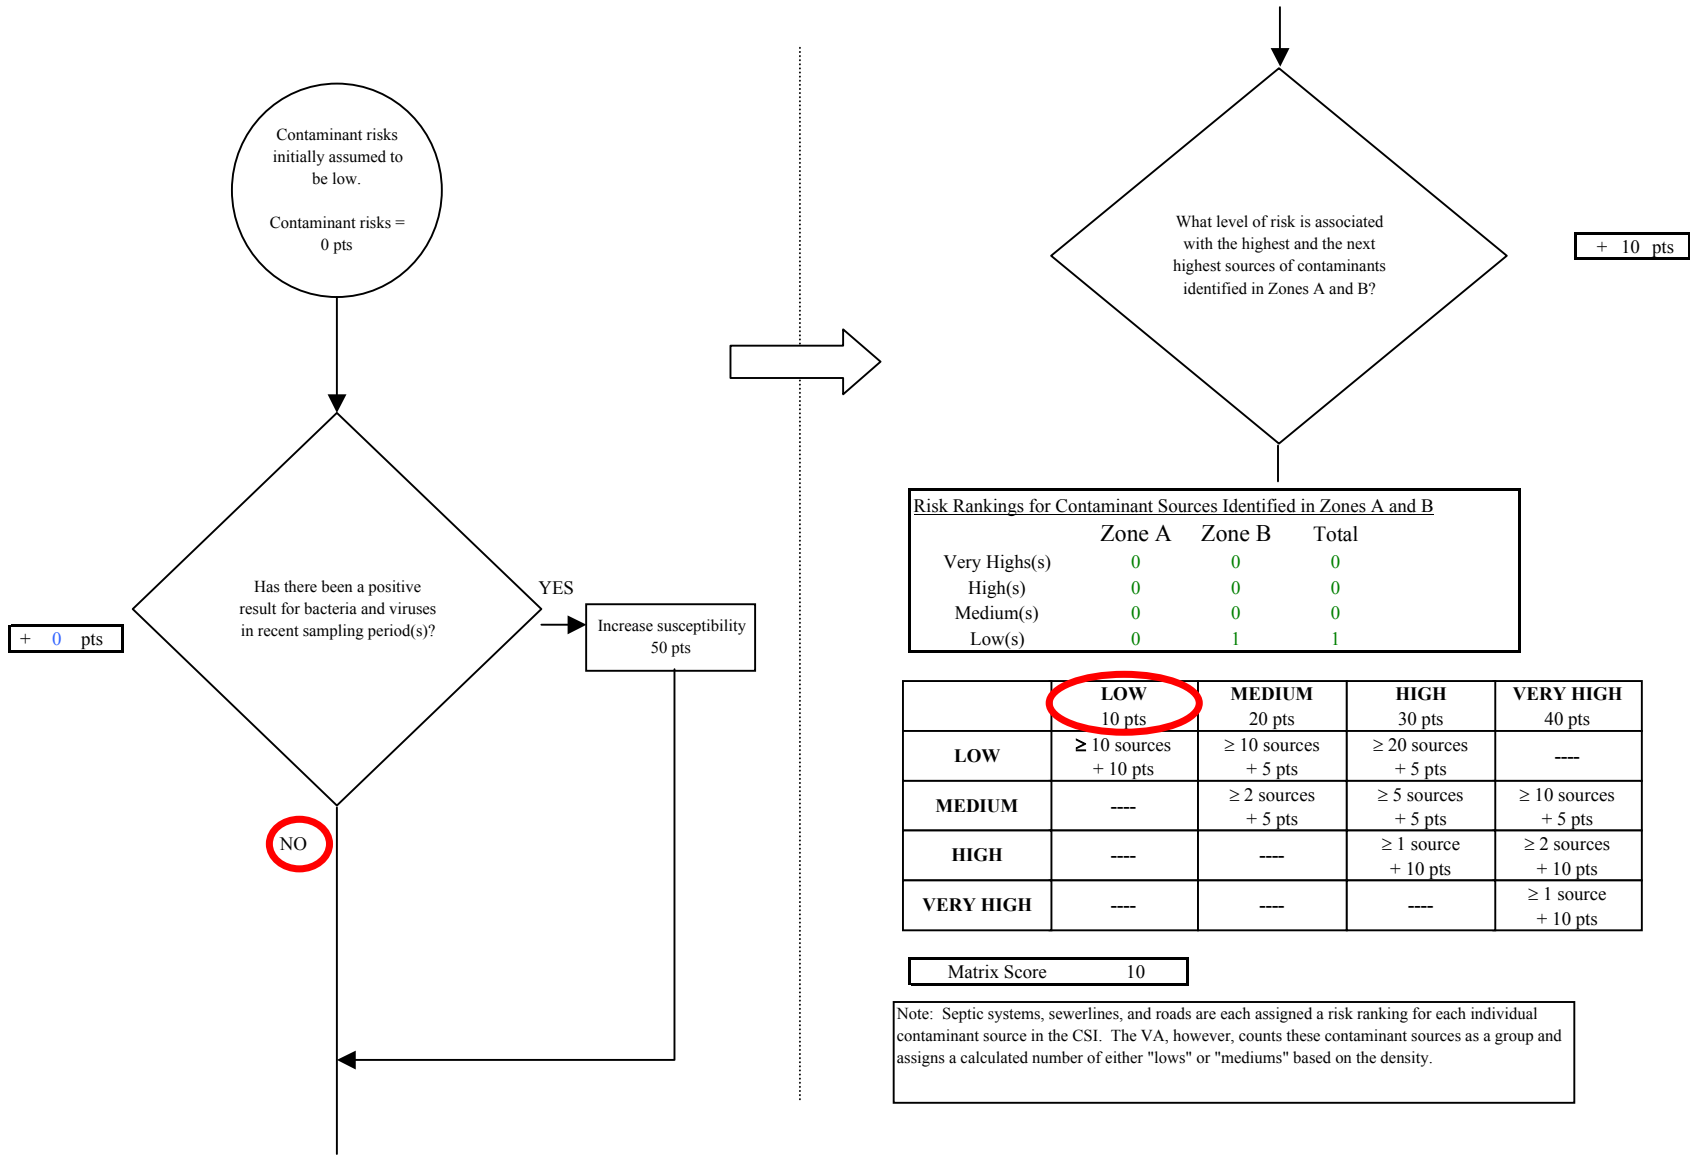 Contaminant risks
initially assumed to
be low.
Contaminant risks =
0 pts
Has there been a positive
result for bacteria and viruses
in recent sampling period(s)?
+ 0 pts
YES
Increase susceptibility
50 pts
NO
What level of risk is associated
with the highest and the next
highest sources of contaminants
identified in Zones A and B?
+ 10 pts
Risk Rankings for Contaminant Sources Identified in Zones A and B
Zone A Zone B Total
Very Highs(s) 0 0 0
High(s) 0 0 0
Medium(s) 0 0 0
Low(s) 0 1 1
LOW MEDIUM HIGH VERY HIGH
10 pts 20 pts 30 pts 40 pts
LOW ≥ 10 sources ≥ 10 sources ≥ 20 sources ----
+ 10 pts + 5 pts + 5 pts
MEDIUM ---- ≥ 2 sources ≥ 5 sources ≥ 10 sources
+ 5 pts + 5 pts + 5 pts
HIGH ---- ---- ≥ 1 source ≥ 2 sources
+ 10 pts + 10 pts
VERY HIGH ---- ---- ---- ≥ 1 source
+ 10 pts
Matrix Score 10
Note: Septic systems, sewerlines, and roads are each assigned a risk ranking for each individual
contaminant source in the CSI. The VA, however, counts these contaminant sources as a group and
assigns a calculated number of either "lows" or "mediums" based on the density.